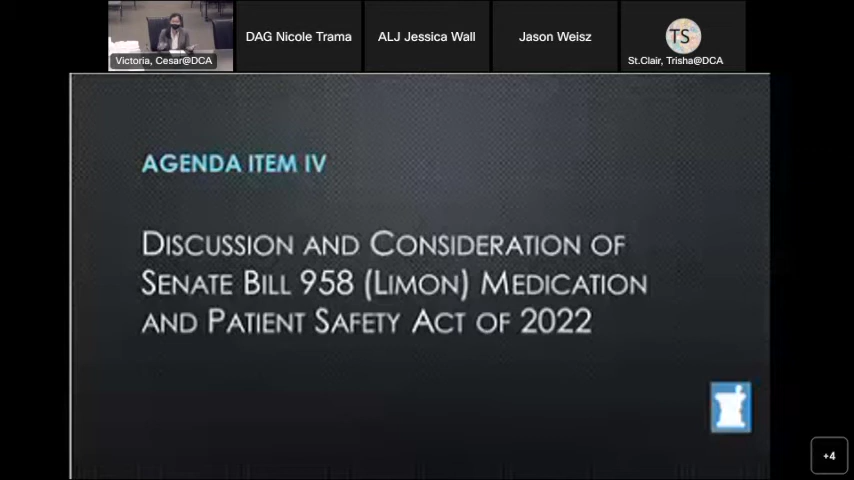 Victoria, Cesar@DCA
DAG Nicole Trama
ALJ Jessica Wall
Jason Weisz
TS
St.Clair, Trisha@DCA
AGENDA ITEM IV
DISCUSSION AND CONSIDERATION OF
SENATE BILL 958 (LIMON) MEDICATION
AND PATIENT SAFETY ACT OF 2022
+4